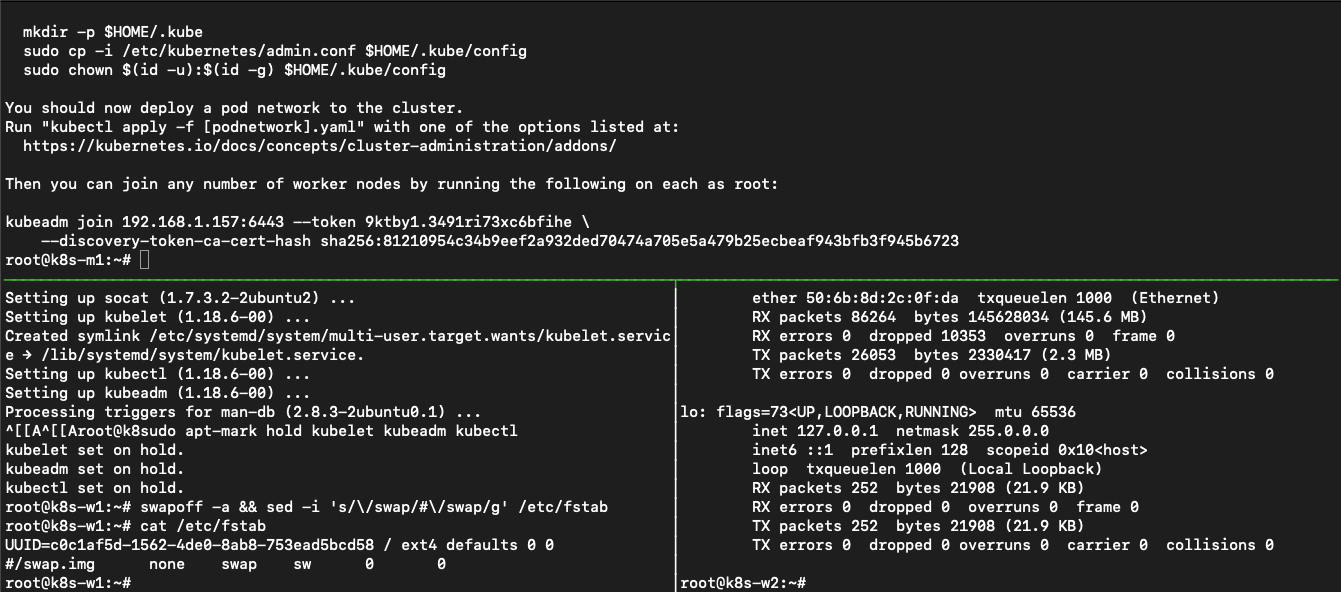 mkdir -p $HOME/.kube
sudo cp -i /etc/kubernetes/admin.conf $HOME/.kube/config
sudo chown $(id -u):$(id -g) $HOME/.kube/config
You should now deploy a pod network to the cluster.
Run "kubectl apply -f [podnetwork].yaml" with one of the options listed at:
https://kubernetes.io/docs/concepts/cluster-administration/addons/
Then you can join any number of worker nodes by running the following on each as root:
kubeadm join 192.168.1.157:6443 --token 9ktby1.3491ri73xc6bfihe \
--discovery-token-ca-cert-hash sha256:81210954c34b9eef2a932ded70474a705e5a479b25ecbeaf943bfb3f945b6723
root@k8s-m1:~#
Setting up socat (1.7.3.2-2ubuntu2) ...
Setting up kubelet (1.18.6-00) ...
Created symlink /etc/systemd/system/multi-user.target.wants/kubelet.servic
e → /lib/systemd/system/kubelet.service.
Setting up kubectl (1.18.6-00) ...
Setting up kubeadm (1.18.6-00) ...
Processing triggers for man-db (2.8.3-2ubuntu0.1) ...
^[[A^[[Aroot@k8sudo apt-mark hold kubelet kubeadm kubectl
kubelet set on hold.
kubeadm set on hold.
kubectl set on hold.
root@k8s-w1:~# swapoff -a && sed -i 's/\/swap/#\/swap/g' /etc/fstab
root@k8s-w1:~# cat /etc/fstab
UUID=c0c1af5d-1562-4de0-8ab8-753ead5bcd58 / ext4 defaults 0 0
#/swap.img none swap sw 0 0
root@k8s-w1:~#
ether 50:6b:8d:2c:0f:da txqueuelen 1000 (Ethernet)
RX packets 86264 bytes 145628034 (145.6 MB)
RX errors 0 dropped 10353 overruns 0 frame 0
TX packets 26053 bytes 2330417 (2.3 MB)
TX errors 0 dropped 0 overruns 0 carrier 0 collisions 0
lo: flags=73<UP,LOOPBACK,RUNNING> mtu 65536
inet 127.0.0.1 netmask 255.0.0.0
inet6 ::1 prefixlen 128 scopeid 0x10<host>
loop txqueuelen 1000 (Local Loopback)
RX packets 252 bytes 21908 (21.9 KB)
RX errors 0 dropped 0 overruns 0 frame 0
TX packets 252 bytes 21908 (21.9 KB)
TX errors 0 dropped 0 overruns 0 carrier 0 collisions 0
root@k8s-w2:~#